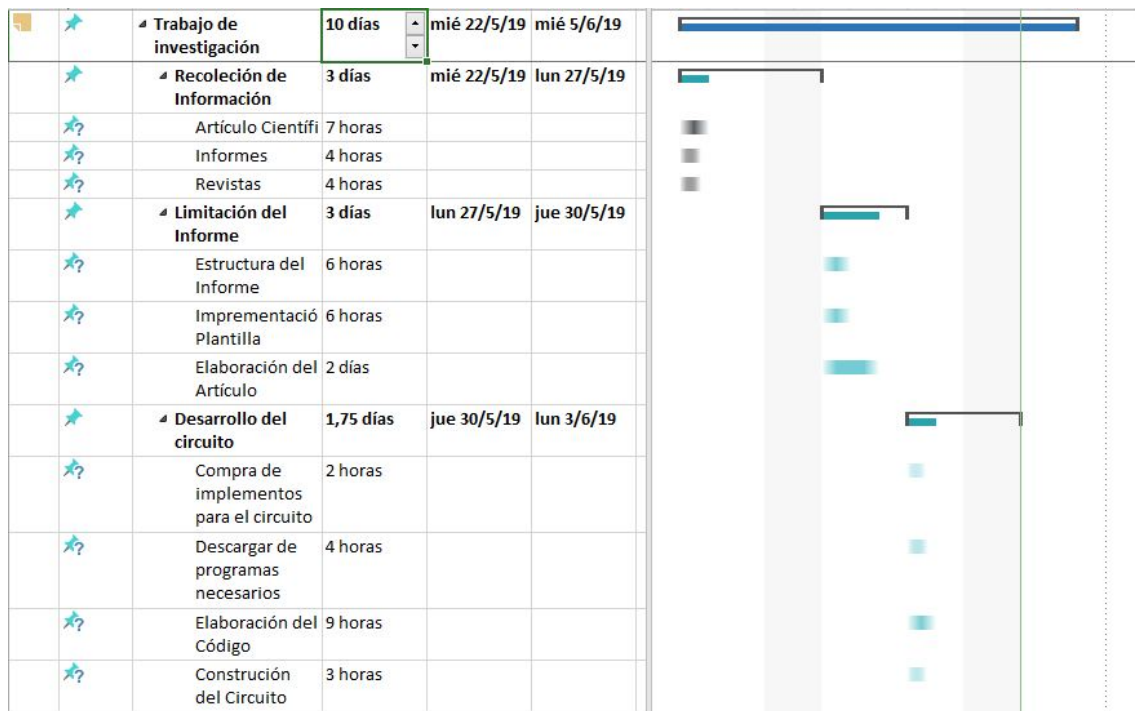 Trabajo de 10 días mié 22/5/19 mié 5/6/19
investigación
Recoleción de 3 días mié 22/5/19 lun 27/5/19
Información
Artículo Científi 7 horas
Informes 4 horas
Revistas 4 horas
Limitación del 3 días lun 27/5/19 jue 30/5/19
Informe
Estructura del 6 horas
Informe
Imprementació 6 horas
Plantilla
Elaboración del 2 días
Artículo
Desarrollo del 1,75 días jue 30/5/19 lun 3/6/19
circuito
Compra de 2 horas
implementos
para el circuito
Descargar de 4 horas
programas
necesarios
Elaboración del 9 horas
Código
Construción 3 horas
del Circuito